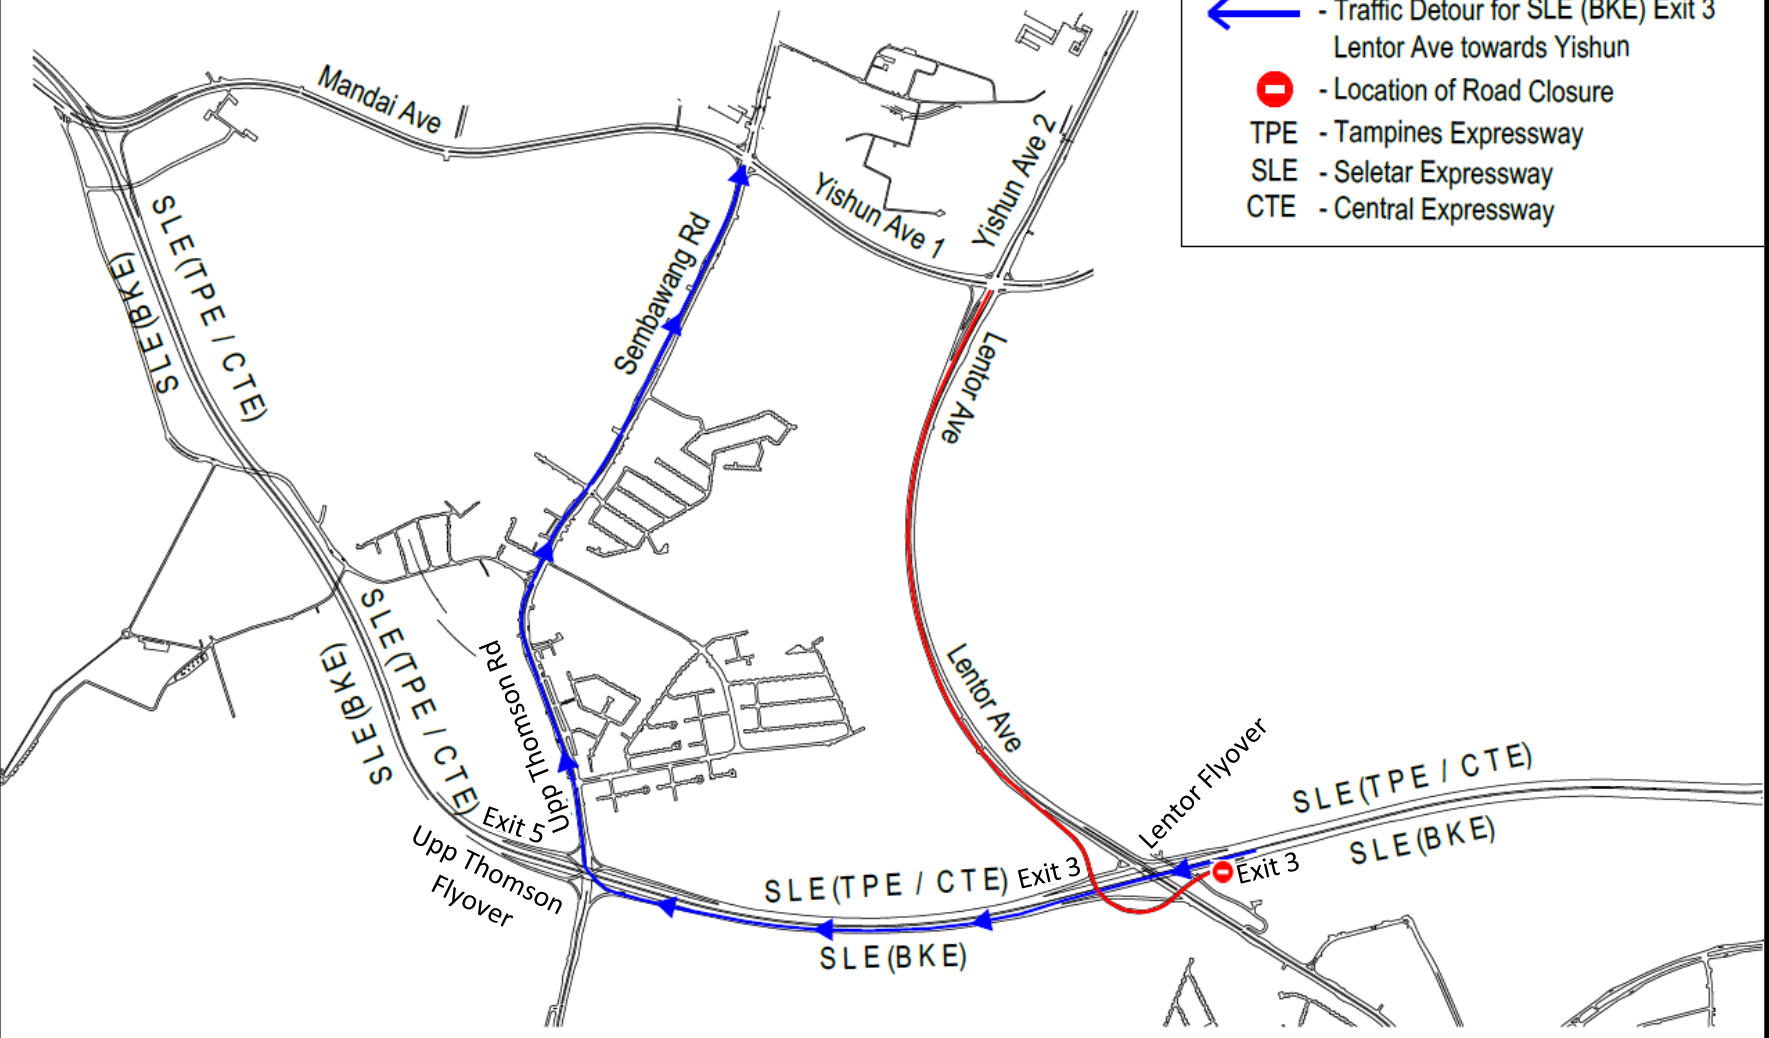 - Traffic Detour for SLE (BKE) Exit 3
Lentor Ave towards Yishun
- Location of Road Closure
TPE - Tampines Expressway
SLE - Seletar Expressway
CTE - Central Expressway
Mandai Ave
Yishun Ave 2
Yishun Ave 1
Sembawang Rd
SLE(TPE / CTE)
SLE(BKE)
Lentor Ave
SLE(TPE / CTE)
SLE(BKE)
Upp Thomson Rd
Lentor Ave
Lentor Flyover
SLE(TPE / CTE)
SLE(BKE)
Exit 5
Upp Thomson
Flyover
SLE(TPE / CTE)
Exit 3
Exit 3
SLE(BKE)